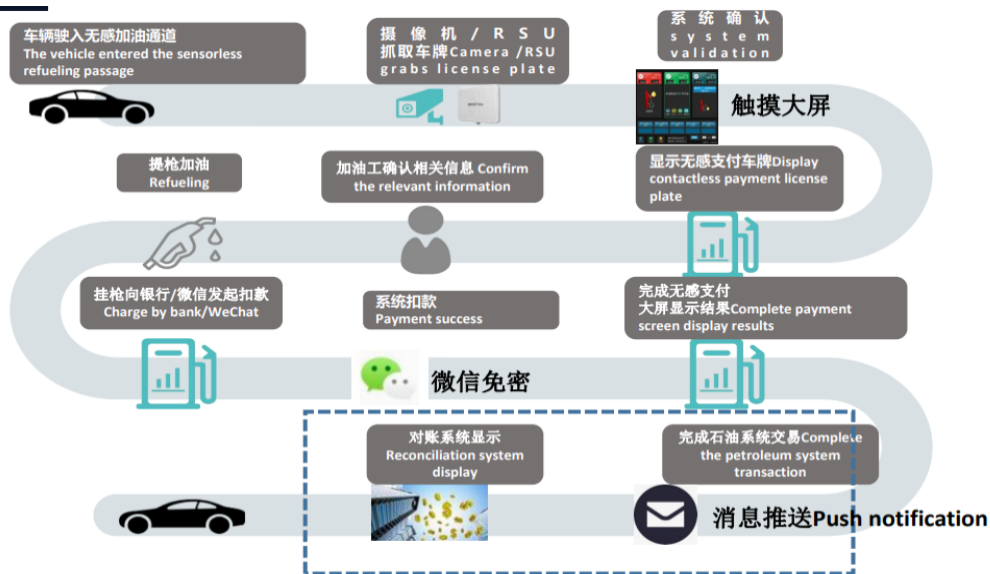 车辆驶入无感加油通道
The vehicle entered the sensorless
refueling passage
摄像机/RSU
抓取车牌Camera /RSU
grabs license plate
系统确认
system
validation
触摸大屏
提枪加油
Refueling
加油工确认相关信息 Confirm
the relevant information
显示无感支付车牌Display
contactless payment license
plate
挂枪向银行/微信发起扣款
Charge by bank/WeChat
系统扣款
Payment success
完成无感支付
大屏显示结果Complete payment
screen display results
微信免密
对账系统显示
Reconciliation system
display
完成石油系统交易Complete
the petroleum system
transaction
消息推送Push notification